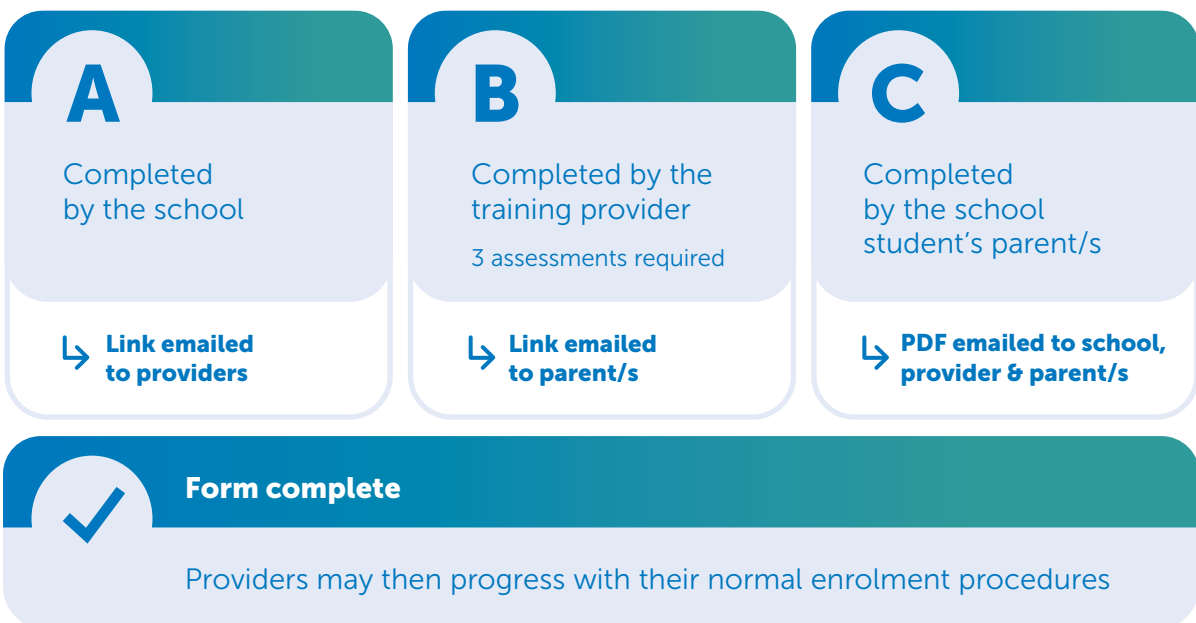 A
Completed
by the school
Link emailed
to providers
B
Completed by the
training provider
3 assessments required
Link emailed
to parent/s
C
Completed
by the school
student’s parent/s
PDF emailed to school,
provider & parent/s
Form complete
Providers may then progress with their normal enrolment procedures